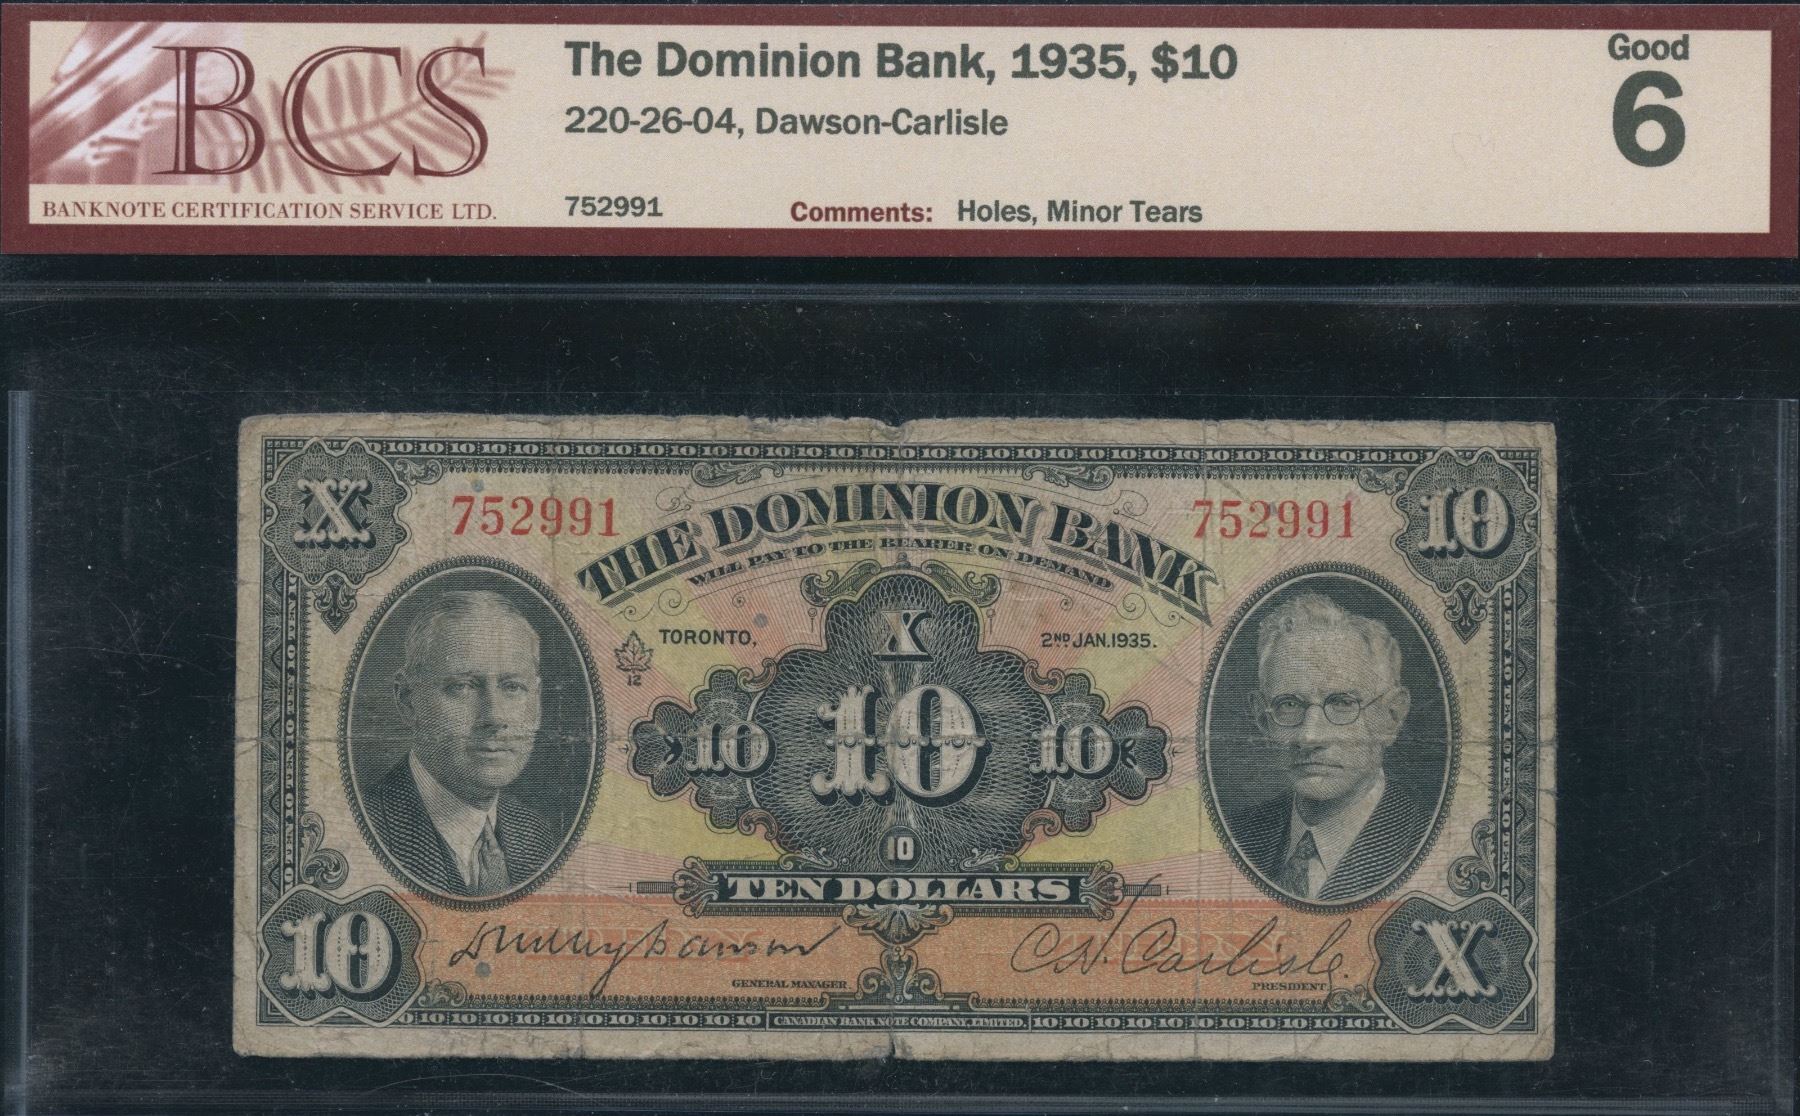 BCS
BANKNOTE CERTIFICATION SERVICE LTD.
The Dominion Bank, 1935, $10
220-26-04, Dawson-Carlisle
752991
Comments: Holes, Minor Tears
Good
6
X
10
752991
752991
THE DOMINION BANK
WILL PAY TO THE BEARER ON DEMAND
X
TORONTO,
2ND JAN. 1935.
12
10
10
10
10
TEN DOLLARS
C.H. Carlisle.
GENERAL MANAGER.
PRESIDENT.
10
X
CANADIAN BANK NOTE COMPANY, LIMITED.